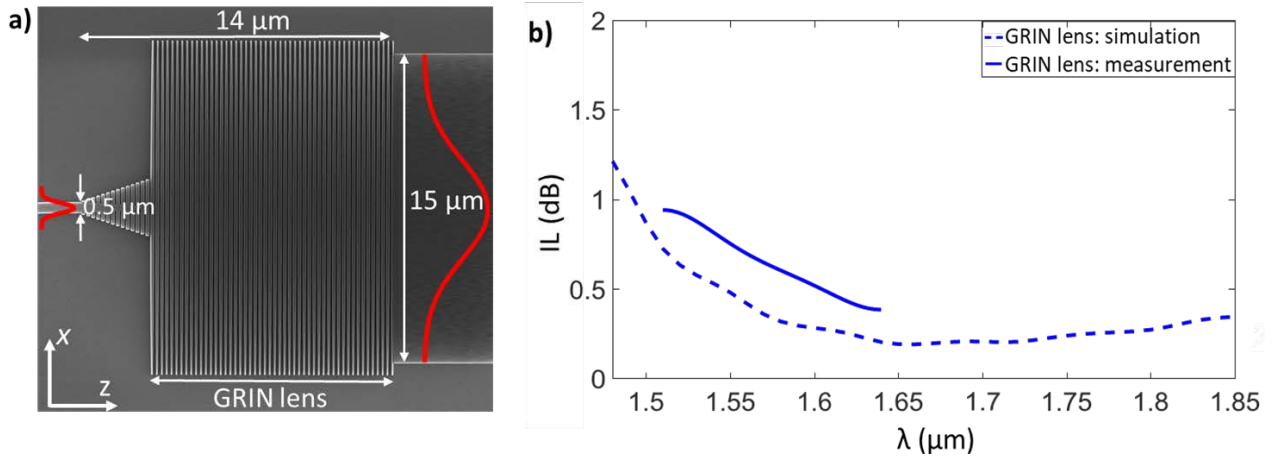 a)
14 µm
0.5 µm
15 µm
x
z
GRIN lens
b)
GRIN lens: simulation
GRIN lens: measurement
2
1.5
1
0.5
0
IL (dB)
1.5 1.55 1.6 1.65 1.7 1.75 1.8 1.85
λ (µm)